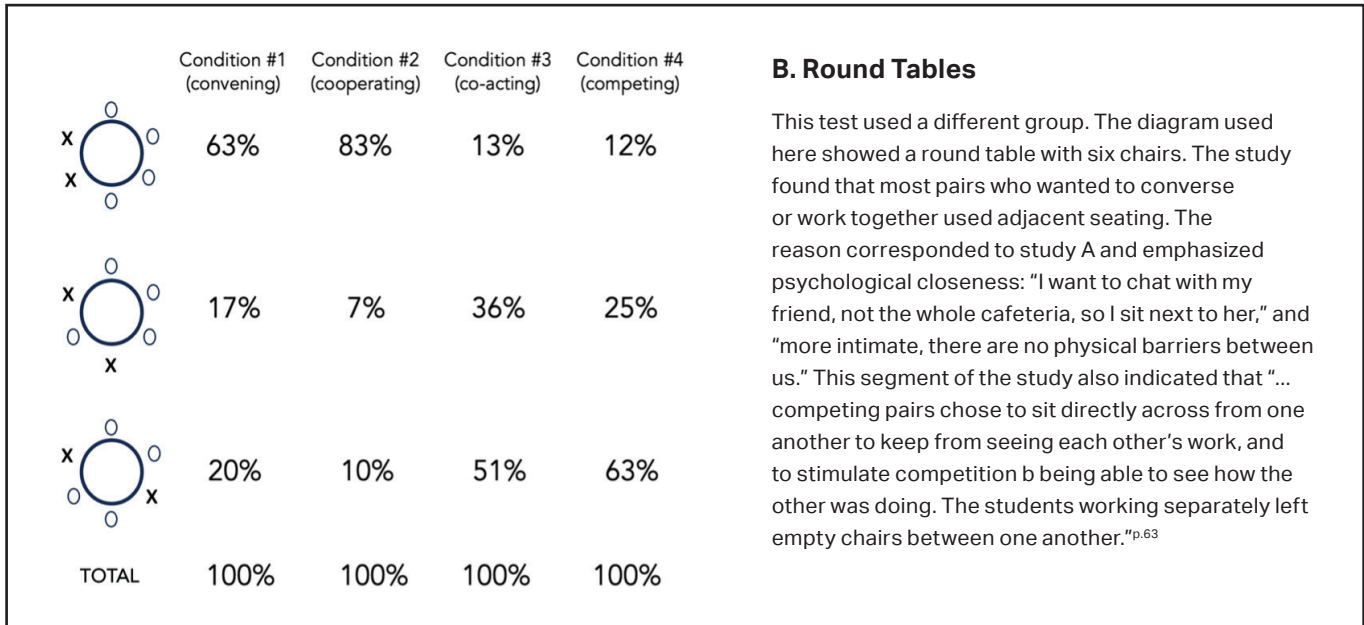 Condition #1 Condition #2 Condition #3 Condition #4
(convening) (cooperating) (co-acting) (competing)
X
X
63% 83% 13% 12%
X
X
17% 7% 36% 25%
X
X
20% 10% 51% 63%
TOTAL 100% 100% 100% 100%
B. Round Tables
This test used a different group. The diagram used
here showed a round table with six chairs. The study
found that most pairs who wanted to converse
or work together used adjacent seating. The
reason corresponded to study A and emphasized
psychological closeness: “I want to chat with my
friend, not the whole cafeteria, so I sit next to her,” and
“more intimate, there are no physical barriers between
us.” This segment of the study also indicated that “...
competing pairs chose to sit directly across from one
another to keep from seeing each other’s work, and
to stimulate competition b being able to see how the
other was doing. The students working separately left
empty chairs between one another.”p.63